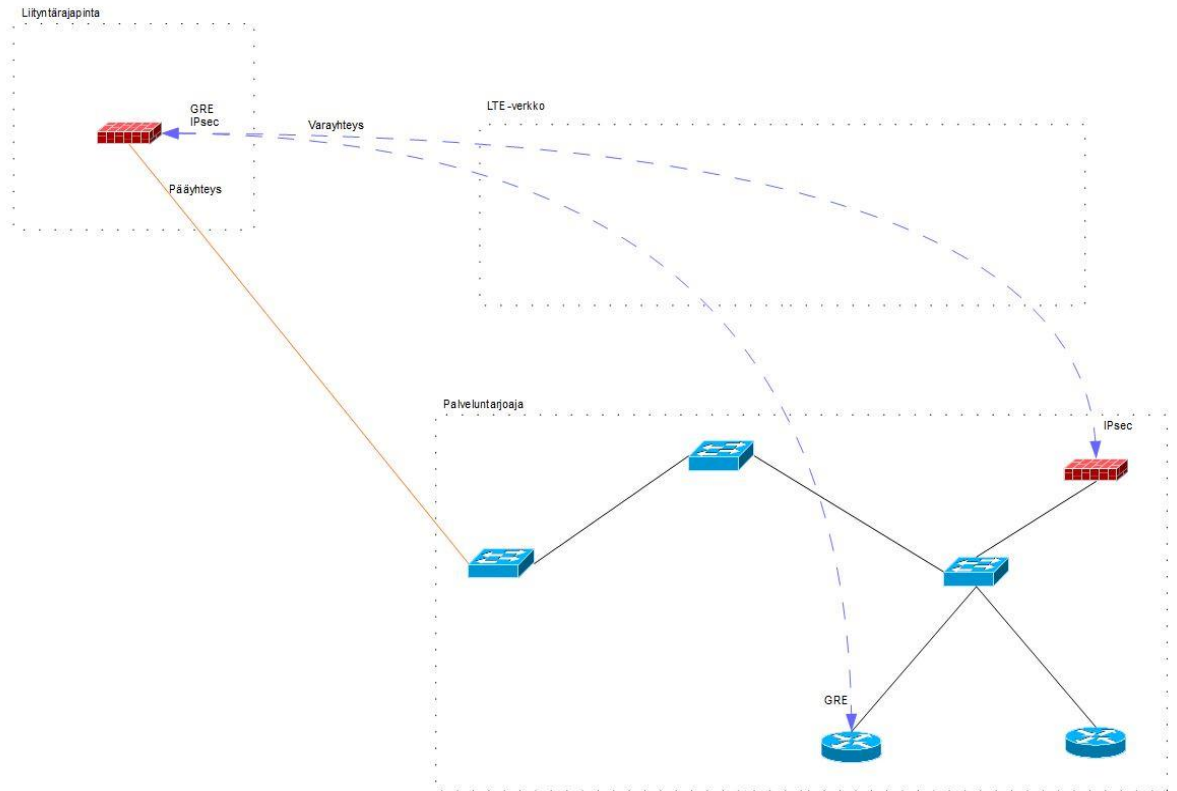 Liityntärajapinta
GRE
IPsec
Varayhteys
LTE-verkko
Pääyhteys
Palveluntarjoaja
IPsec
GRE